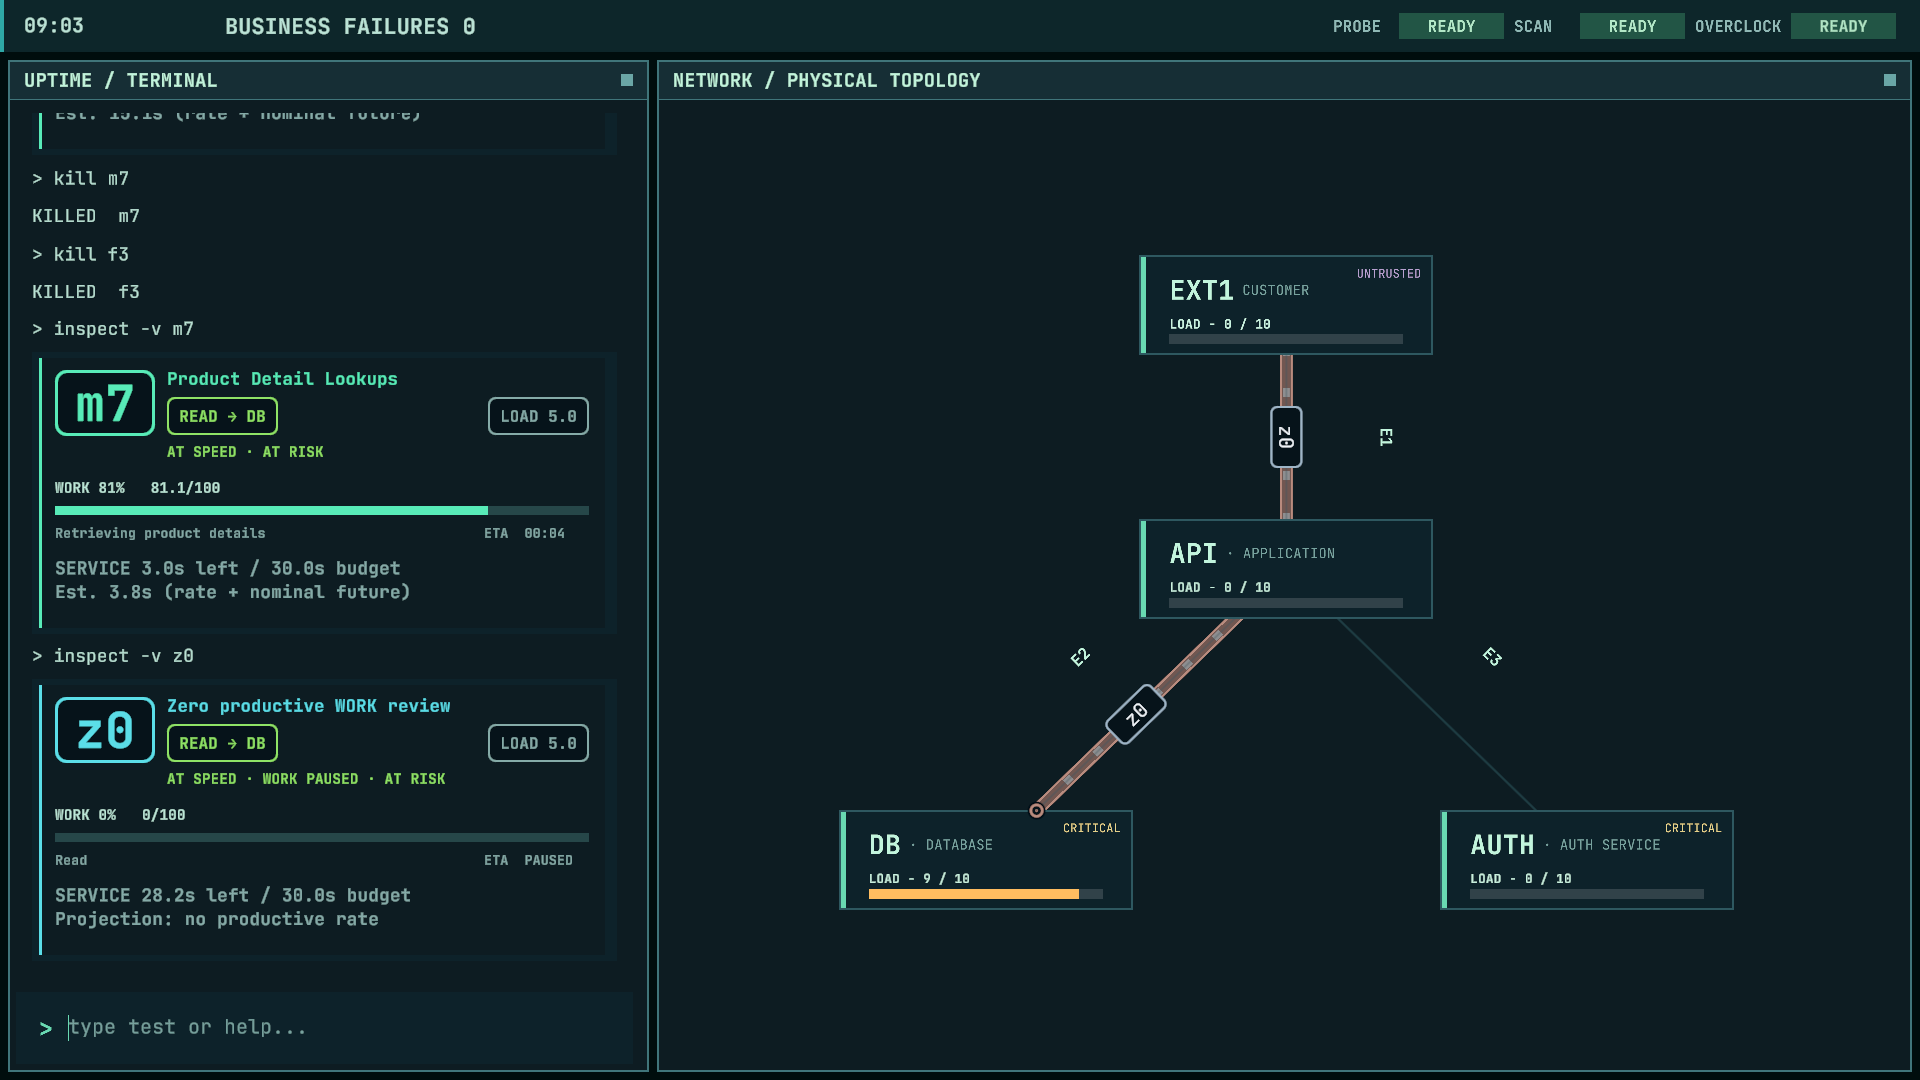 09:03
BUSINESS FAILURES 0
PROBE READY SCAN READY OVERCLOCK READY
UPTIME / TERMINAL
Est. 15.1s (rate + nominal future)
> kill m7
KILLED m7
> kill f3
KILLED f3
> inspect -v m7
m7
Product Detail Lookups
READ → DB
LOAD 5.0
AT SPEED · AT RISK
WORK 81% 81.1/100
Retrieving product details ETA 00:04
SERVICE 3.0s left / 30.0s budget
Est. 3.8s (rate + nominal future)
> inspect -v z0
z0
Zero productive WORK review
READ → DB
LOAD 5.0
AT SPEED · WORK PAUSED · AT RISK
WORK 0% 0/100
Read ETA PAUSED
SERVICE 28.2s left / 30.0s budget
Projection: no productive rate
> type test or help...
NETWORK / PHYSICAL TOPOLOGY
UNTRUSTED
EXT1 CUSTOMER
LOAD - 0 / 10
z0
E1
API · APPLICATION
LOAD - 0 / 10
E2
E3
z0
CRITICAL
DB · DATABASE
LOAD - 9 / 10
CRITICAL
AUTH · AUTH SERVICE
LOAD - 0 / 10